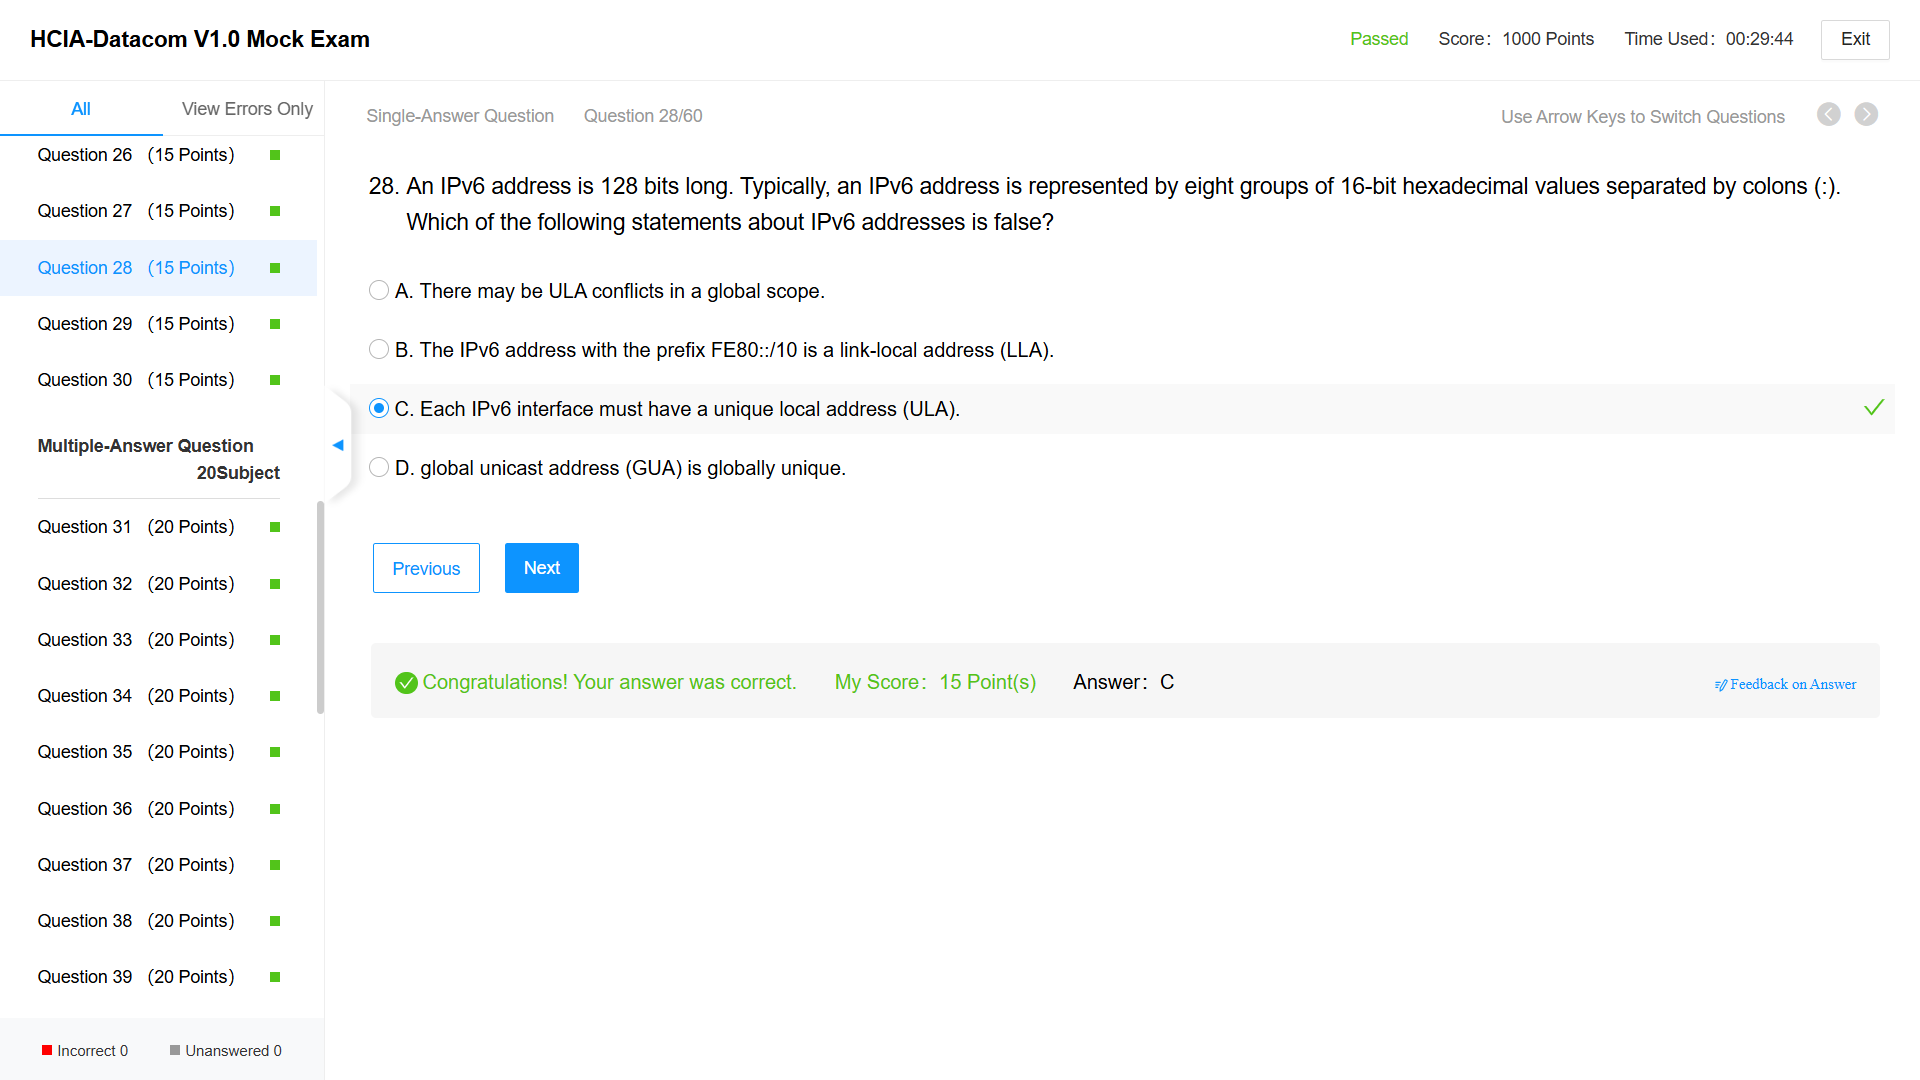 HCIA-Datacom V1.0 Mock Exam
Passed Score: 1000 Points Time Used: 00:29:44 Exit
All View Errors Only
Question 26 (15 Points)
Question 27 (15 Points)
Question 28 (15 Points)
Question 29 (15 Points)
Question 30 (15 Points)
Multiple-Answer Question
20Subject
Question 31 (20 Points)
Question 32 (20 Points)
Question 33 (20 Points)
Question 34 (20 Points)
Question 35 (20 Points)
Question 36 (20 Points)
Question 37 (20 Points)
Question 38 (20 Points)
Question 39 (20 Points)
Incorrect 0 Unanswered 0
Single-Answer Question Question 28/60 Use Arrow Keys to Switch Questions
28. An IPv6 address is 128 bits long. Typically, an IPv6 address is represented by eight groups of 16-bit hexadecimal values separated by colons (:).
Which of the following statements about IPv6 addresses is false?
A. There may be ULA conflicts in a global scope.
B. The IPv6 address with the prefix FE80::/10 is a link-local address (LLA).
C. Each IPv6 interface must have a unique local address (ULA).
D. global unicast address (GUA) is globally unique.
Previous Next
Congratulations! Your answer was correct. My Score: 15 Point(s) Answer: C Feedback on Answer